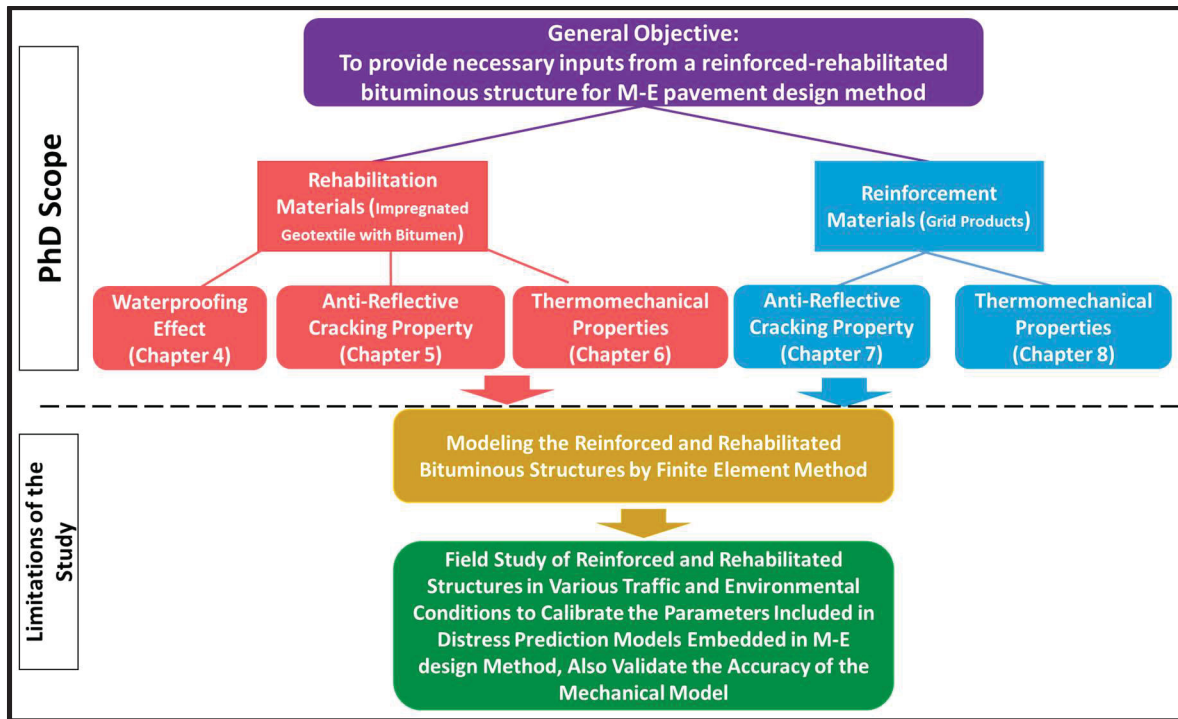 PhD Scope
General Objective:
To provide necessary inputs from a reinforced-rehabilitated
bituminous structure for M-E pavement design method
Rehabilitation
Materials (Impregnated
Geotextile with Bitumen)
Reinforcement
Materials (Grid Products)
Waterproofing
Effect
(Chapter 4)
Anti-Reflective
Cracking Property
(Chapter 5)
Thermomechanical
Properties
(Chapter 6)
Anti-Reflective
Cracking Property
(Chapter 7)
Thermomechanical
Properties
(Chapter 8)
Limitations of the
Study
Modeling the Reinforced and Rehabilitated
Bituminous Structures by Finite Element Method
Field Study of Reinforced and Rehabilitated
Structures in Various Traffic and Environmental
Conditions to Calibrate the Parameters Included in
Distress Prediction Models Embedded in M-E
design Method, Also Validate the Accuracy of the
Mechanical Model